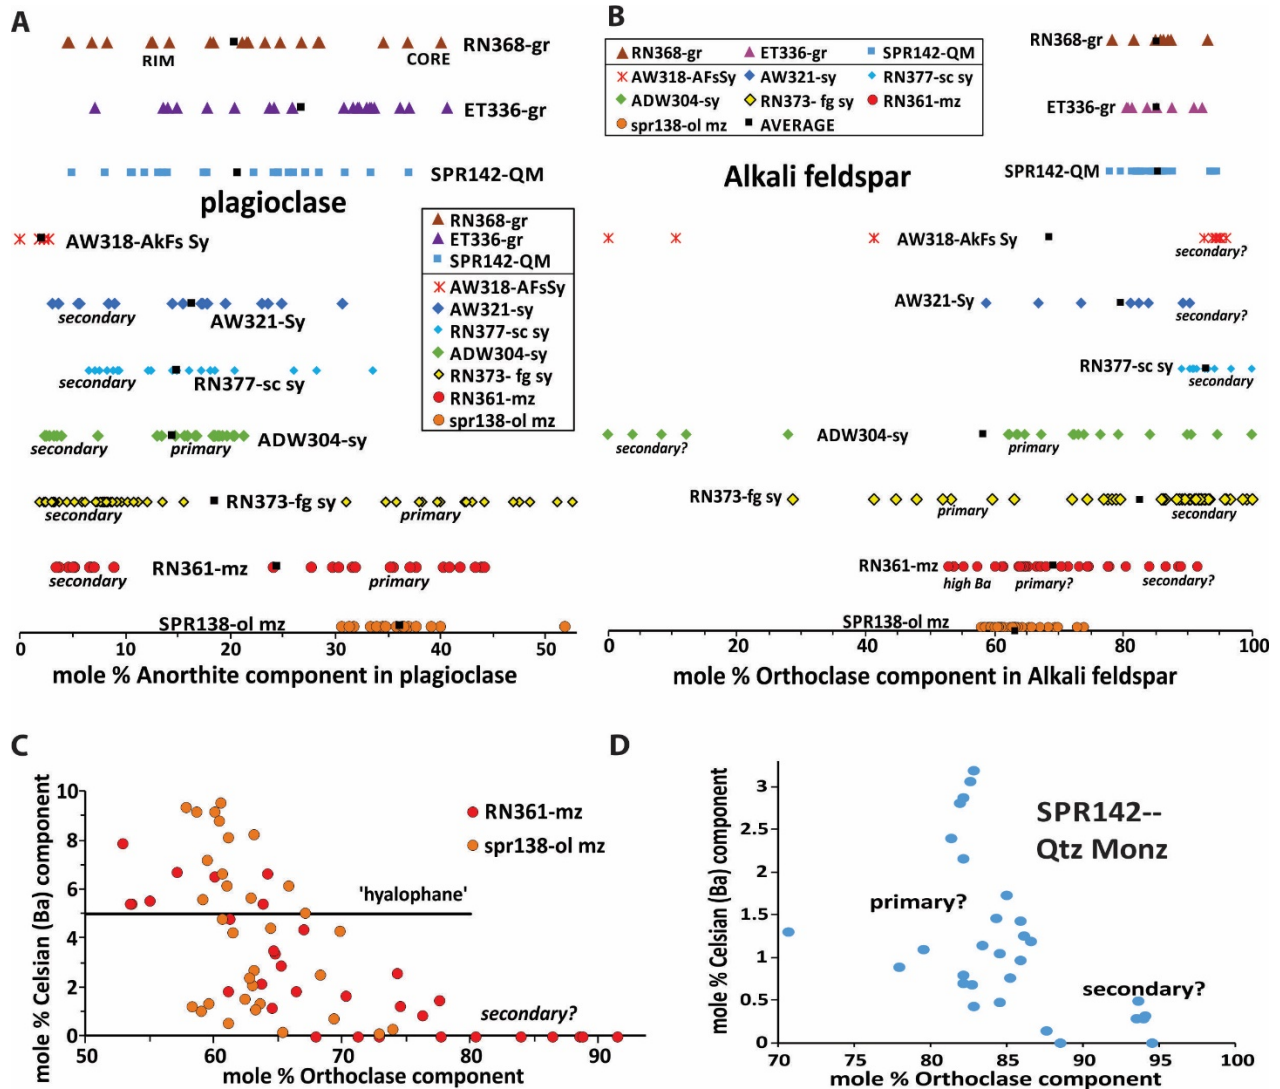 A
RN368-gr
RIM
CORE
ET336-gr
SPR142-QM
plagioclase
RN368-gr
ET336-gr
SPR142-QM
AW318-AFsSy
AW321-sy
RN377-sc sy
ADW304-sy
RN373- fg sy
RN361-mz
spr138-ol mz
AW318-AkFs Sy
secondary
AW321-Sy
secondary
RN377-sc sy
secondary
primary
ADW304-sy
secondary
RN373-fg sy
primary
secondary
RN361-mz
primary
SPR138-ol mz
0 10 20 30 40 50
mole % Anorthite component in plagioclase
B
RN368-gr ET336-gr SPR142-QM
AW318-AFsSy AW321-sy RN377-sc sy
ADW304-sy RN373- fg sy RN361-mz
spr138-ol mz AVERAGE
RN368-gr
ET336-gr
SPR142-QM
Alkali feldspar
AW318-AkFs Sy
secondary?
AW321-Sy
secondary?
RN377-sc sy
secondary
ADW304-sy
secondary?
primary
RN373-fg sy
primary
secondary
RN361-mz
high Ba primary? secondary?
SPR138-ol mz
0 20 40 60 80 100
mole % Orthoclase component in Alkali feldspar
C
mole % Celsian (Ba) component
10
8
6
4
2
0
RN361-mz
spr138-ol mz
'hyalophane'
secondary?
50 60 70 80 90
mole % Orthoclase component
D
mole % Celsian (Ba) component
3
2.5
2
1.5
1
0.5
0
SPR142--
Qtz Monz
primary?
secondary?
70 75 80 85 90 95 100
mole % Orthoclase component